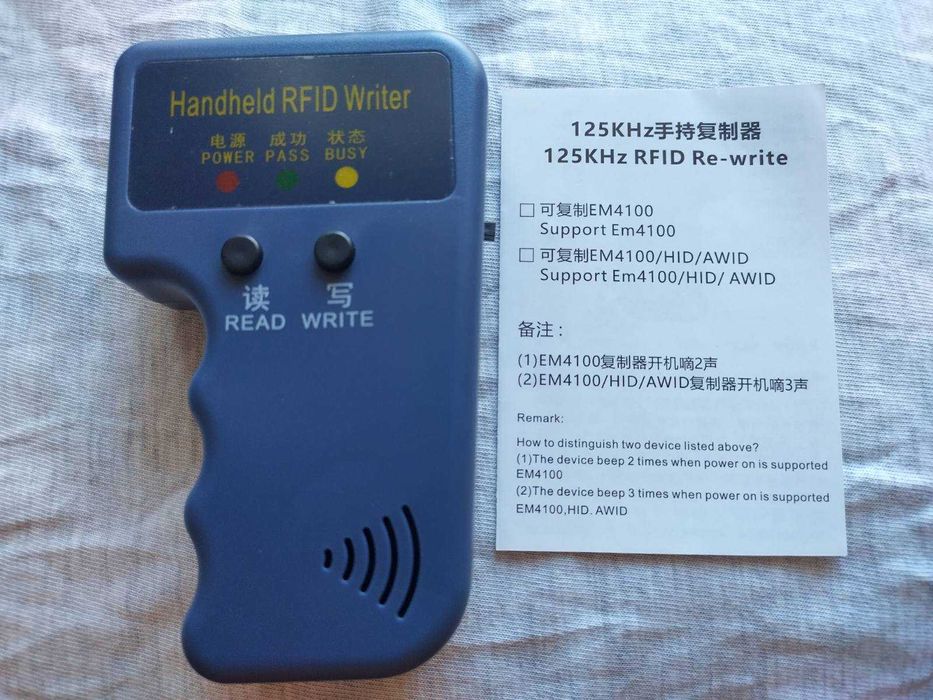 Handheld RFID Writer
电源 成功 状态
POWER PASS BUSY
读 写
READ WRITE
125KHz手持复制器
125KHz RFID Re-write
可复制EM4100
Support Em4100
可复制EM4100/HID/AWID
Support Em4100/HID/ AWID
备注：
(1)EM4100复制器开机嘀2声
(2)EM4100/HID/AWID复制器开机嘀3声
Remark:
How to distinguish two device listed above?
(1)The device beep 2 times when power on is supported
EM4100
(2)The device beep 3 times when power on is supported
EM4100,HID. AWID